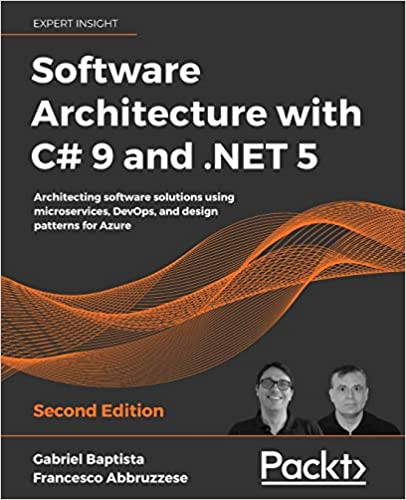 EXPERT INSIGHT
Software
Architecture with
C# 9 and .NET 5
Architecting software solutions using
microservices, DevOps, and design
patterns for Azure
Second Edition
Gabriel Baptista
Francesco Abbruzzese
Packt>